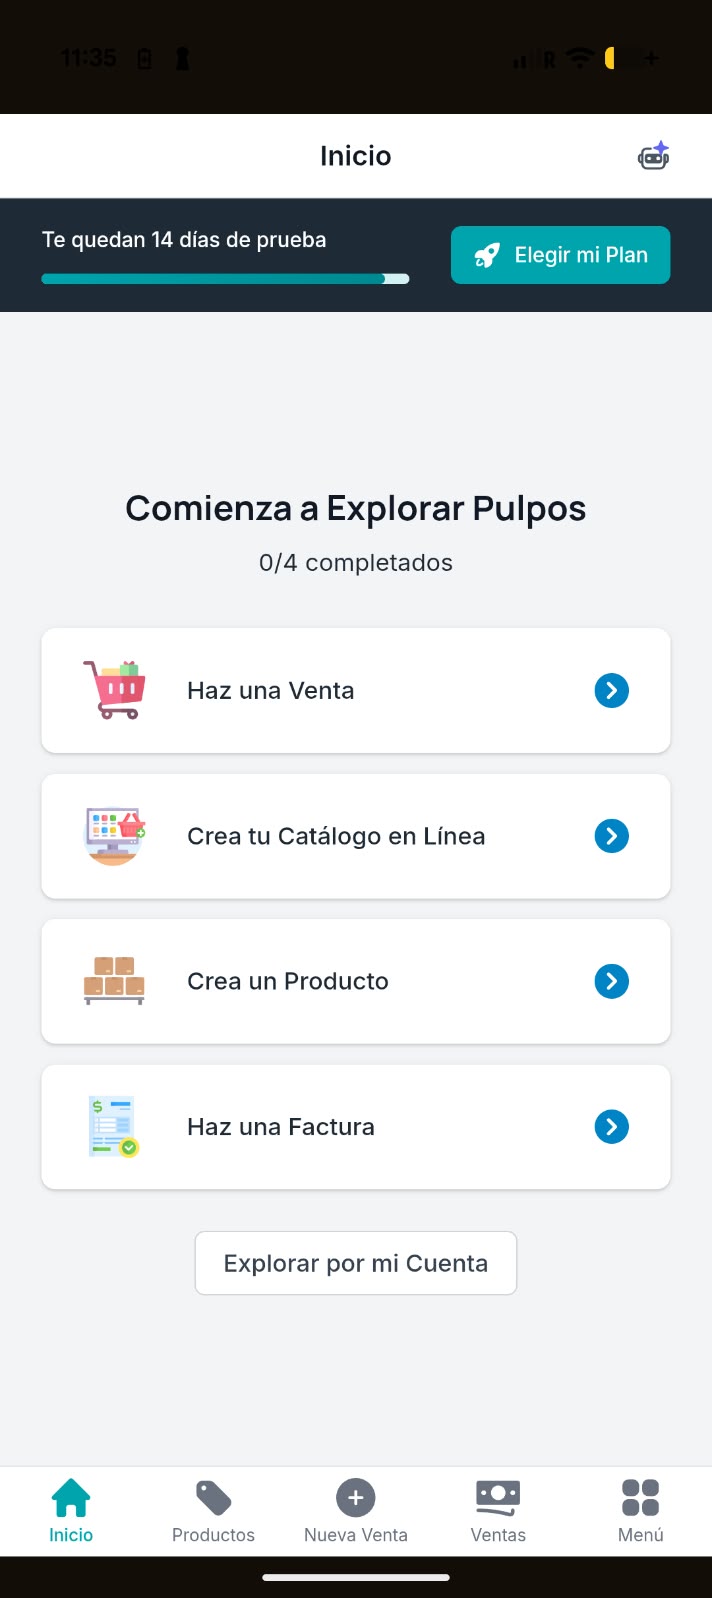 11:35
R
Inicio
Te quedan 14 días de prueba
Elegir mi Plan
Comienza a Explorar Pulpos
0/4 completados
Haz una Venta
Crea tu Catálogo en Línea
Crea un Producto
$
Haz una Factura
Explorar por mi Cuenta
Inicio
Productos
Nueva Venta
Ventas
Menú